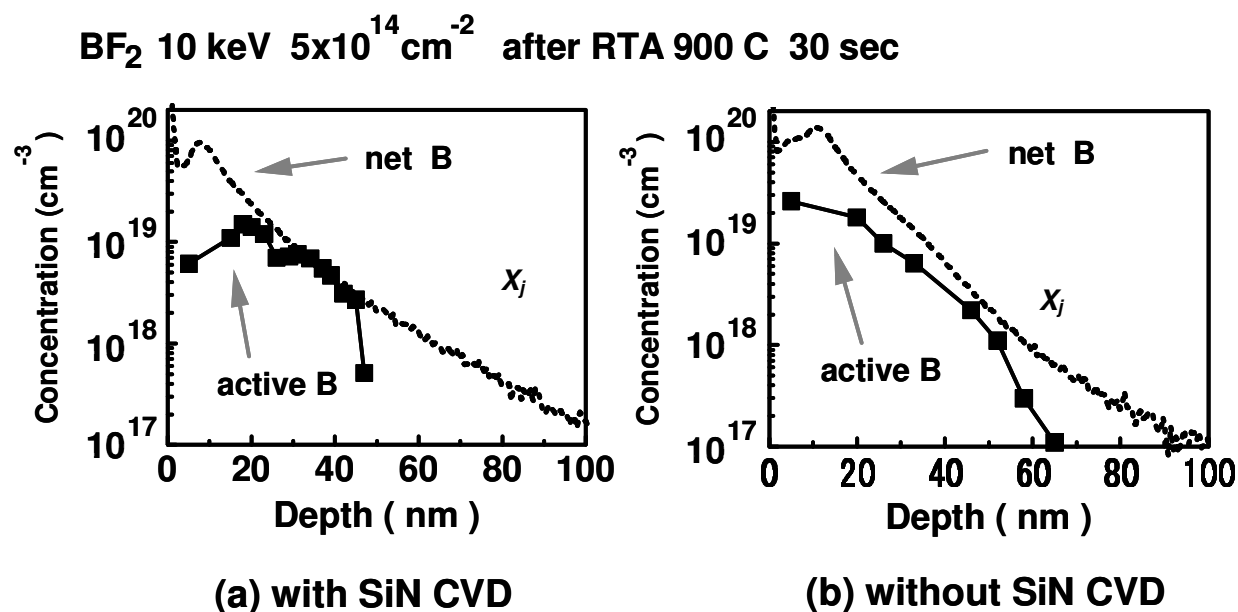 BF2 10 keV 5x10^14 cm^-2 after RTA 900 C 30 sec
Concentration (cm^-3)
10^20
10^19
10^18
10^17
net B
active B
Xj
0 20 40 60 80 100
Depth ( nm )
(a) with SiN CVD
Concentration (cm^-3)
10^20
10^19
10^18
10^17
net B
active B
Xj
0 20 40 60 80 100
Depth ( nm )
(b) without SiN CVD